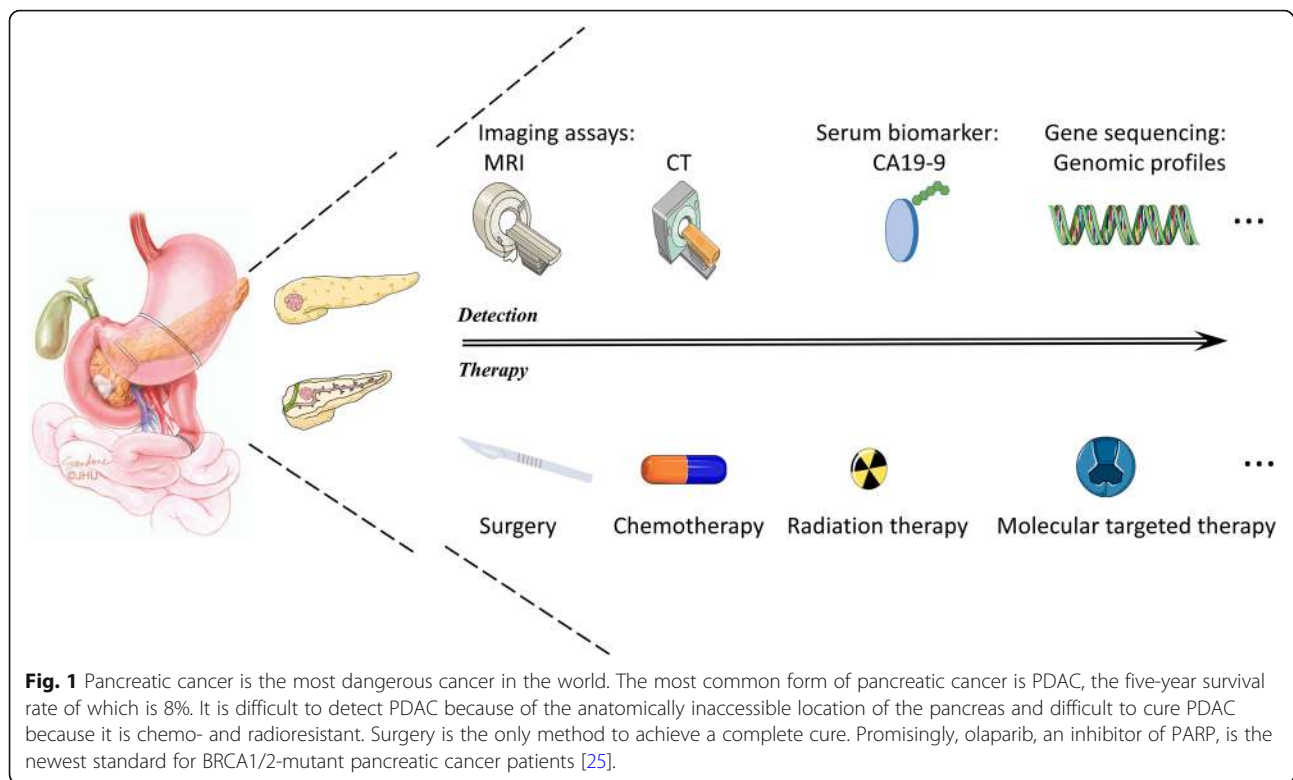 Imaging assays:
MRI
CT
Serum biomarker:
CA19-9
Gene sequencing:
Genomic profiles
...
Detection
Therapy
©JHU
...
Surgery
Chemotherapy
Radiation therapy
Molecular targeted therapy
Fig. 1 Pancreatic cancer is the most dangerous cancer in the world. The most common form of pancreatic cancer is PDAC, the five-year survival
rate of which is 8%. It is difficult to detect PDAC because of the anatomically inaccessible location of the pancreas and difficult to cure PDAC
because it is chemo- and radioresistant. Surgery is the only method to achieve a complete cure. Promisingly, olaparib, an inhibitor of PARP, is the
newest standard for BRCA1/2-mutant pancreatic cancer patients [25].